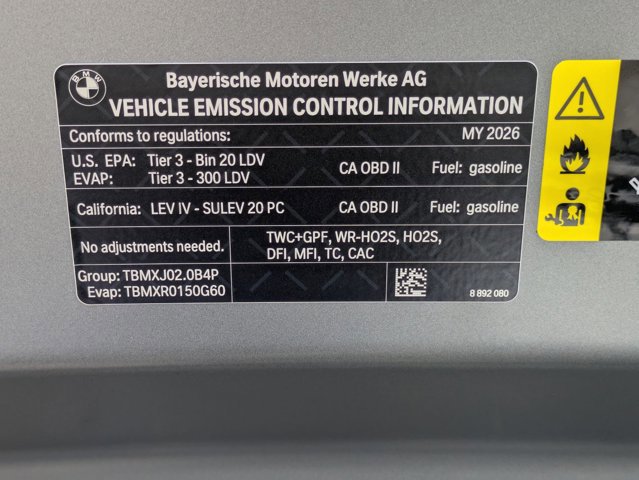 BMW
Bayerische Motoren Werke AG
VEHICLE EMISSION CONTROL INFORMATION
Conforms to regulations: MY 2026
U.S. EPA: Tier 3 - Bin 20 LDV CA OBD II Fuel: gasoline
EVAP: Tier 3 - 300 LDV
California: LEV IV - SULEV 20 PC CA OBD II Fuel: gasoline
No adjustments needed.
TWC+GPF, WR-HO2S, HO2S,
DFI, MFI, TC, CAC
Group: TBMXJ02.0B4P
Evap: TBMXR0150G60
8 892 080